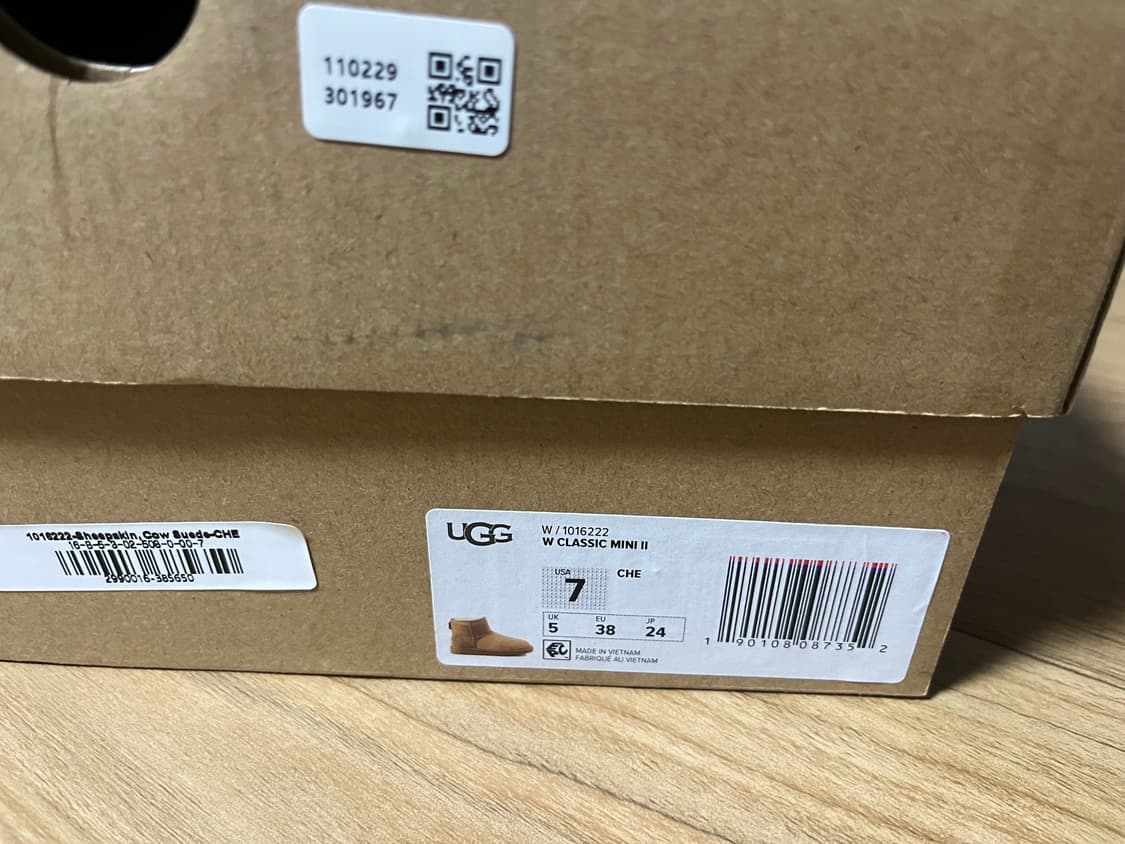 110229
301967
1016222-Sheepskin, Cow Suede-CHE
16-B-5-3-02-508-0-00-7
2990016-385650
UGG
W / 1016222
W CLASSIC MINI II
USA
7
CHE
UK EU JP
5 38 24
MADE IN VIETNAM
FABRIQUÉ AU VIETNAM
1 90108 08735 2